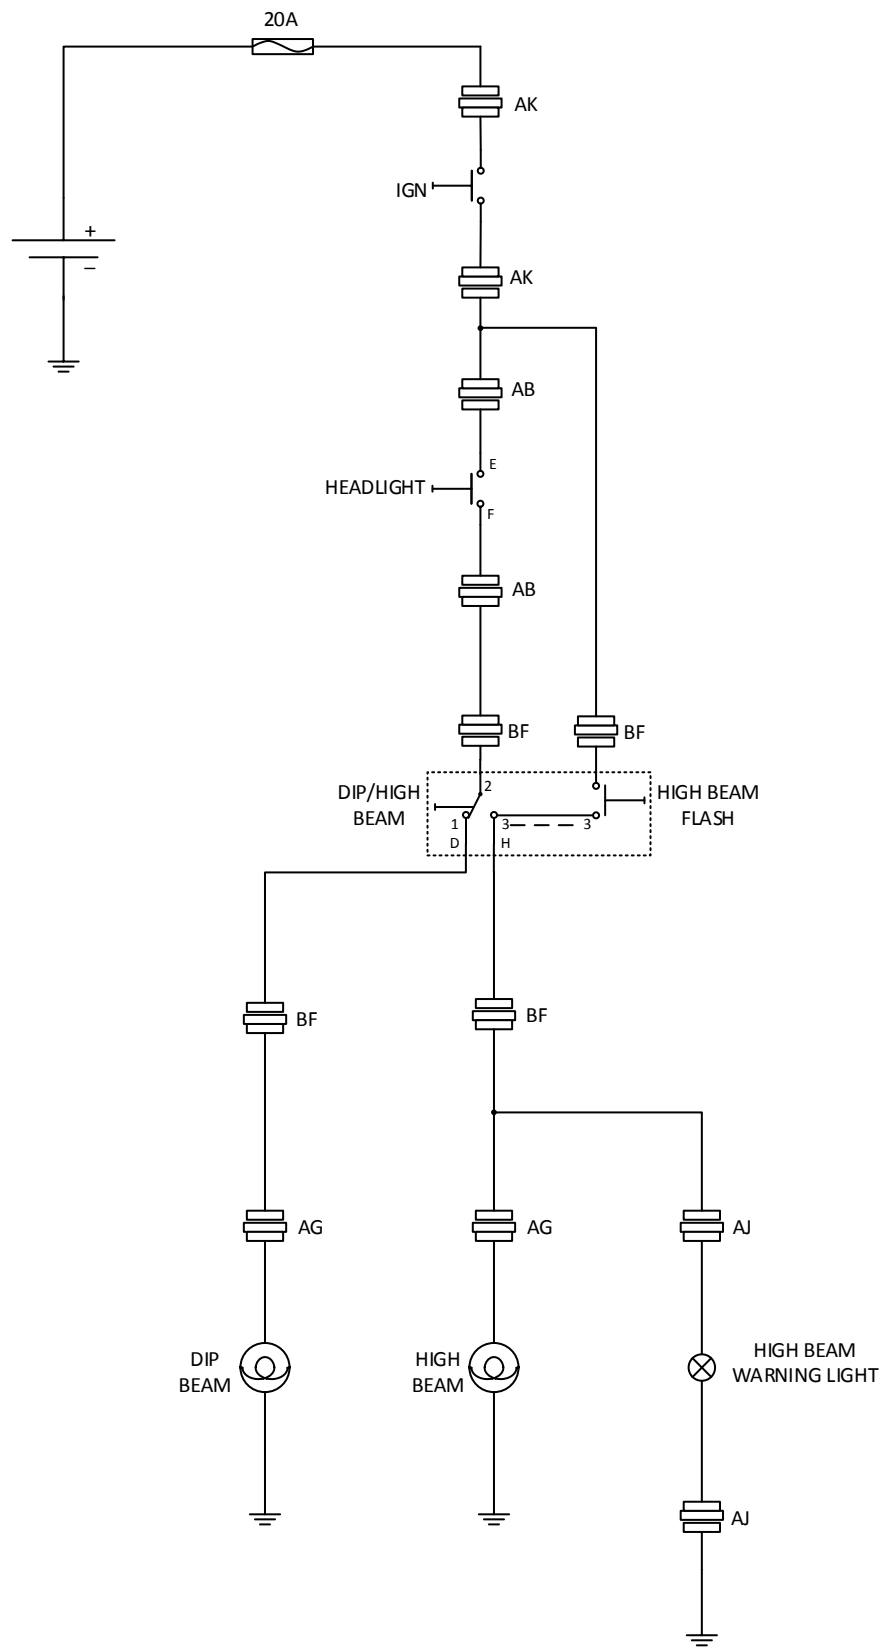 20A
AK
IGN
+
−
AK
AB
E
HEADLIGHT
F
AB
BF
BF
2
DIP/HIGH
BEAM
HIGH BEAM
FLASH
1
3
3
D
H
BF
BF
AG
AG
AJ
DIP
BEAM
HIGH
BEAM
HIGH BEAM
WARNING LIGHT
AJ